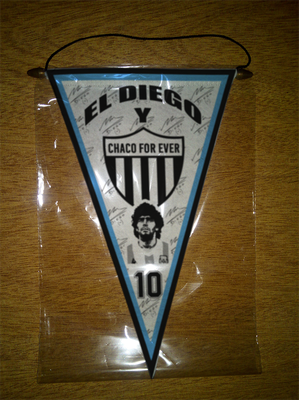 EL DIEGO
Y
CHACO FOR EVER
10